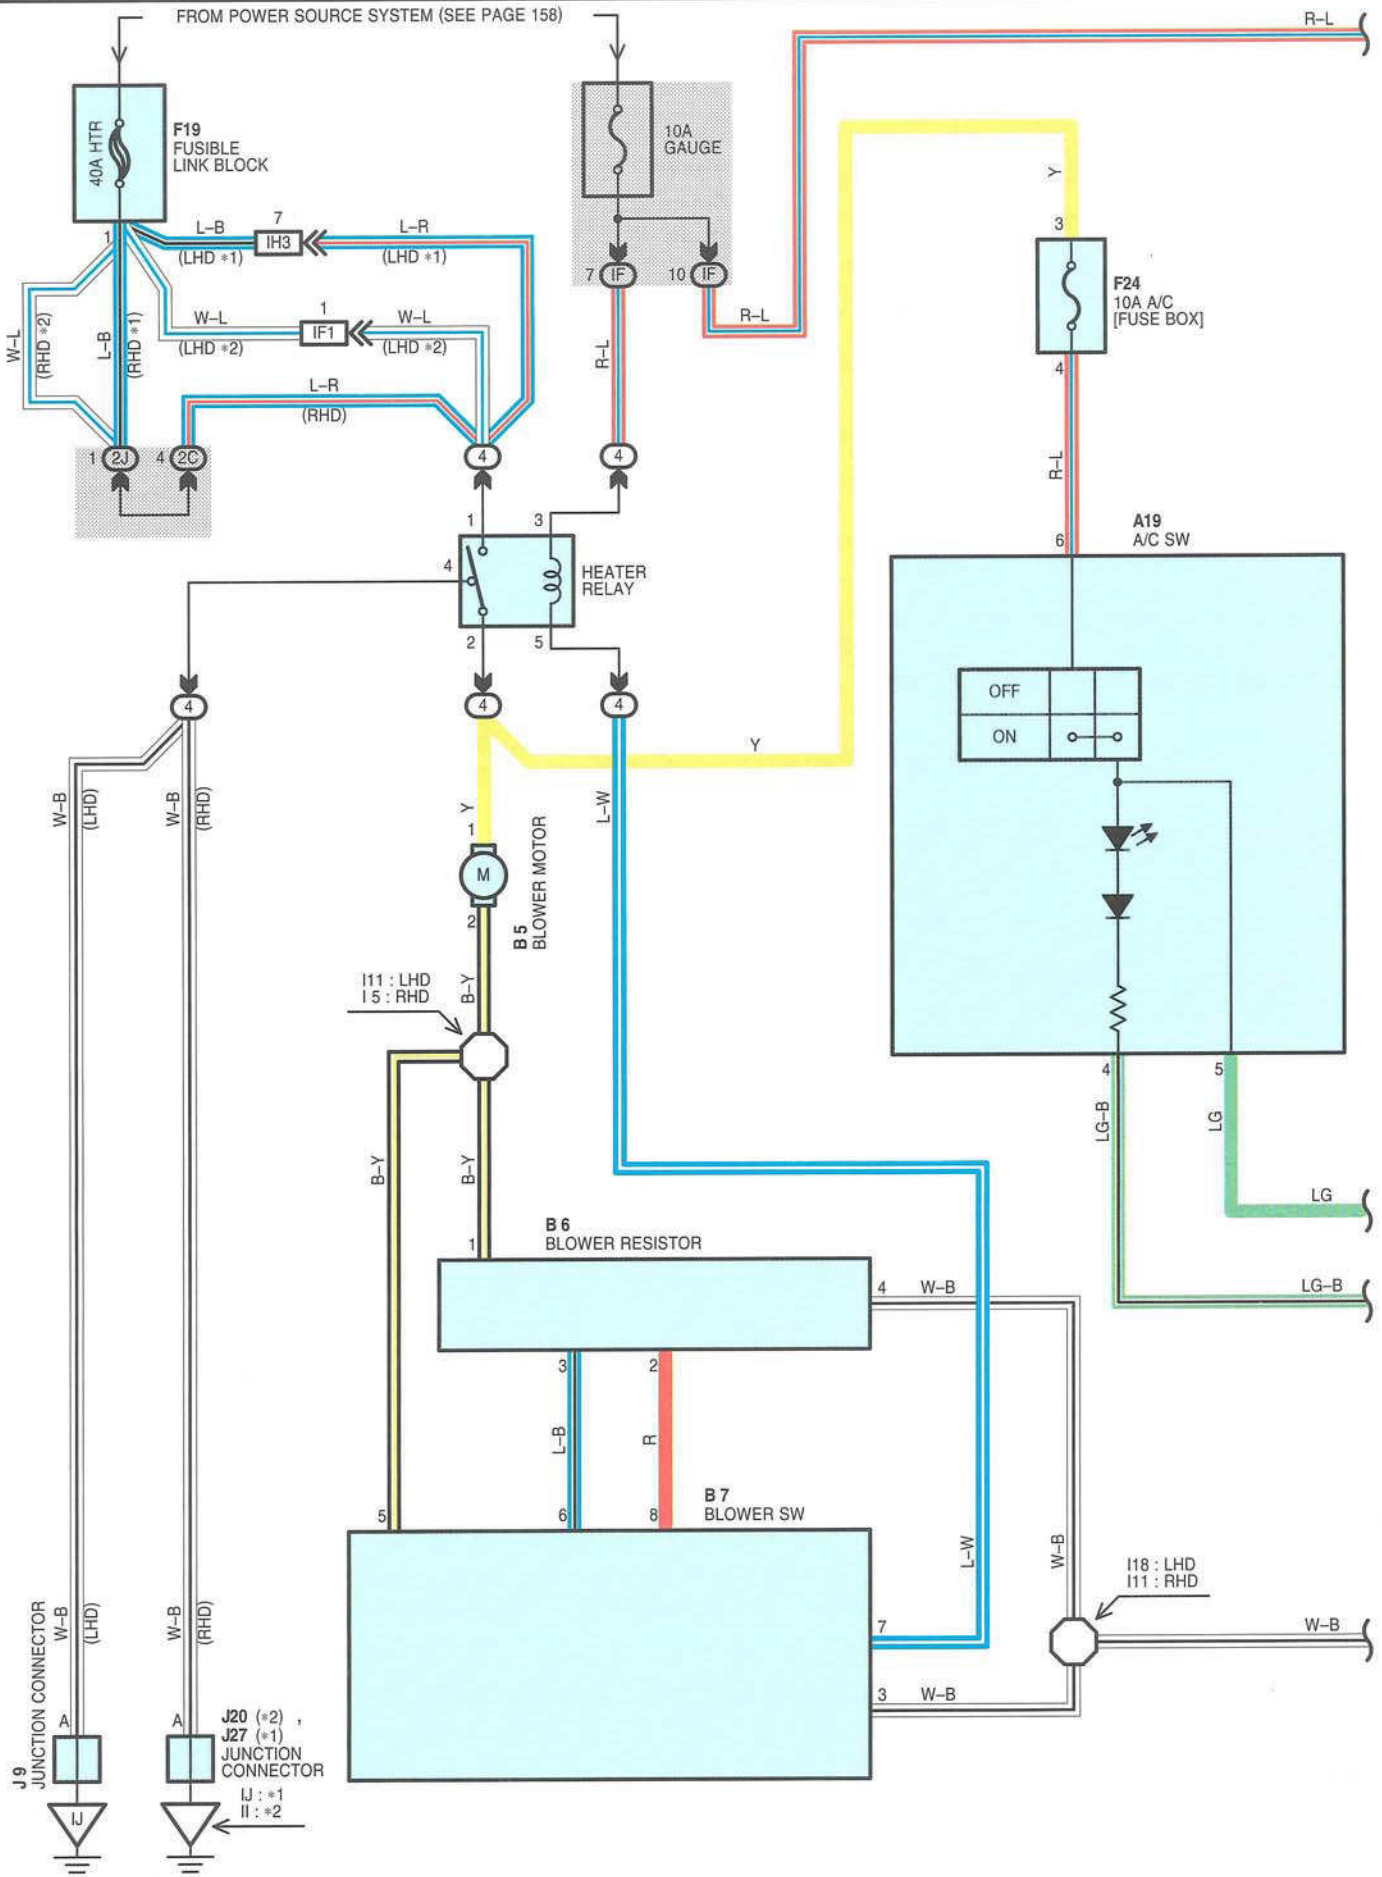 FROM POWER SOURCE SYSTEM (SEE PAGE 158)
R–L
40A HTR
F19
FUSIBLE
LINK BLOCK
10A
GAUGE
Y
3
F24
10A A/C
[FUSE BOX]
4
1
L–B
(LHD *1)
7
IH3
L–R
(LHD *1)
7 IF
10 IF
R–L
W–L
(LHD *2)
1
IF1
W–L
(LHD *2)
W–L
(RHD *2)
L–B
(RHD *1)
R–L
L–R
(RHD)
1 2J
4 2C
4
4
R–L
6
A19
A/C SW
1
3
4
HEATER
RELAY
2
5
4
4
4
OFF
ON
Y
W–B
(LHD)
W–B
(RHD)
Y
1
L–W
M
2
B 5
BLOWER MOTOR
I11 : LHD
I 5 : RHD
B–Y
4
5
LG–B
LG
B–Y
B–Y
LG
1
B 6
BLOWER RESISTOR
4
W–B
LG–B
3
2
L–B
R
B 7
BLOWER SW
5
6
8
L–W
W–B
I18 : LHD
I11 : RHD
7
W–B
3
W–B
W–B
(LHD)
W–B
(RHD)
J 9
JUNCTION CONNECTOR
A
A
J20 (*2) ,
J27 (*1)
JUNCTION
CONNECTOR
IJ
IJ : *1
II : *2